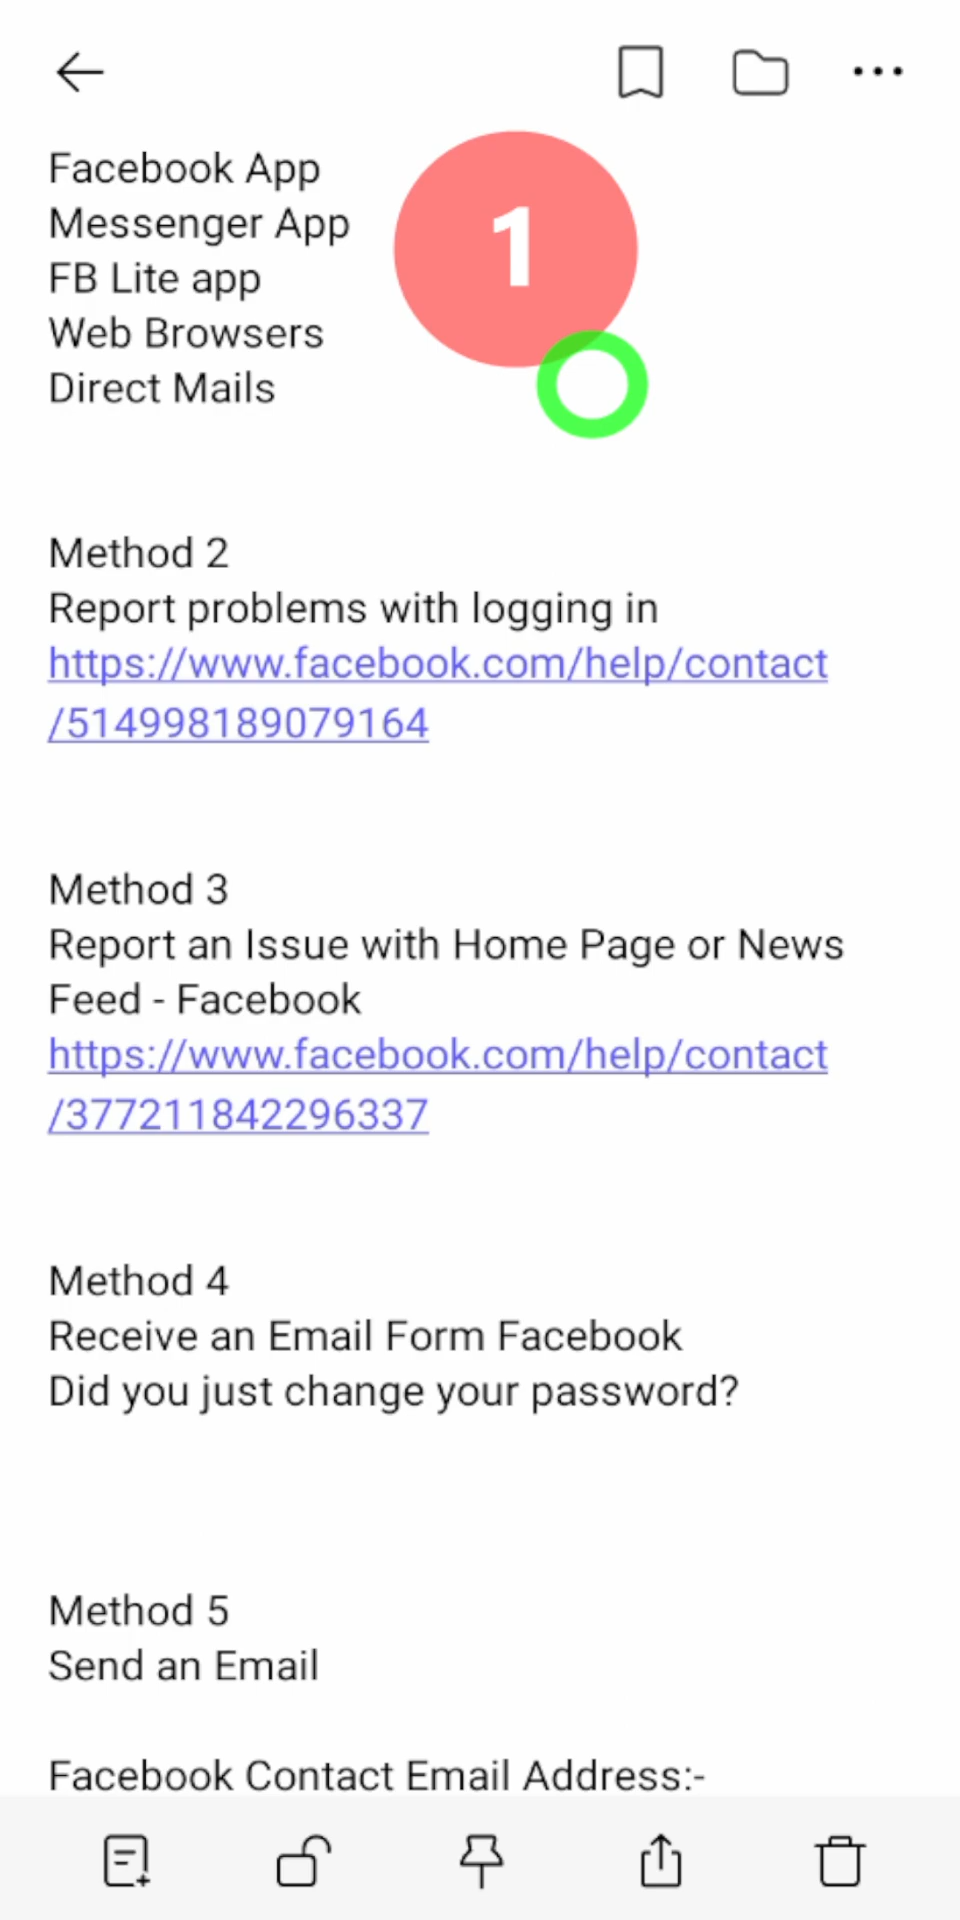 Facebook App
1
Messenger App
FB Lite app
Web Browsers
Direct Mails
Method 2
Report problems with logging in
https://www.facebook.com/help/contact
/514998189079164
Method 3
Report an Issue with Home Page or News
Feed - Facebook
https://www.facebook.com/help/contact
/377211842296337
Method 4
Receive an Email Form Facebook
Did you just change your password?
Method 5
Send an Email
Facebook Contact Email Address:-